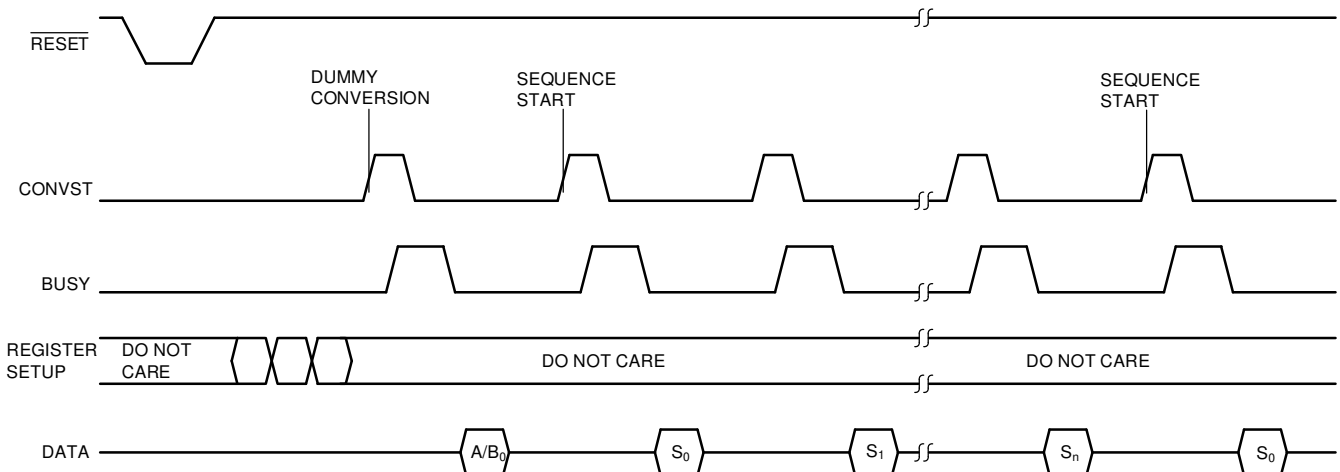 RESET
DUMMY
CONVERSION
SEQUENCE
START
SEQUENCE
START
CONVST
BUSY
REGISTER
SETUP
DO NOT
CARE
DO NOT CARE
DO NOT CARE
DATA
A/B₀
S₀
S₁
Sₙ
S₀